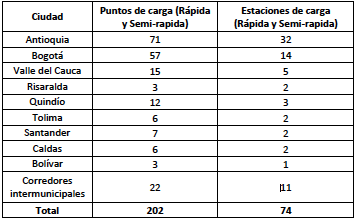 Ciudad Puntos de carga (Rápida y Semi-rapida) Estaciones de carga (Rápida y Semi-rapida)
Antioquia 71 32
Bogotá 57 14
Valle del Cauca 15 5
Risaralda 3 2
Quindío 12 3
Tolima 6 2
Santander 7 2
Caldas 6 2
Bolívar 3 1
Corredores intermunicipales 22 11
Total 202 74